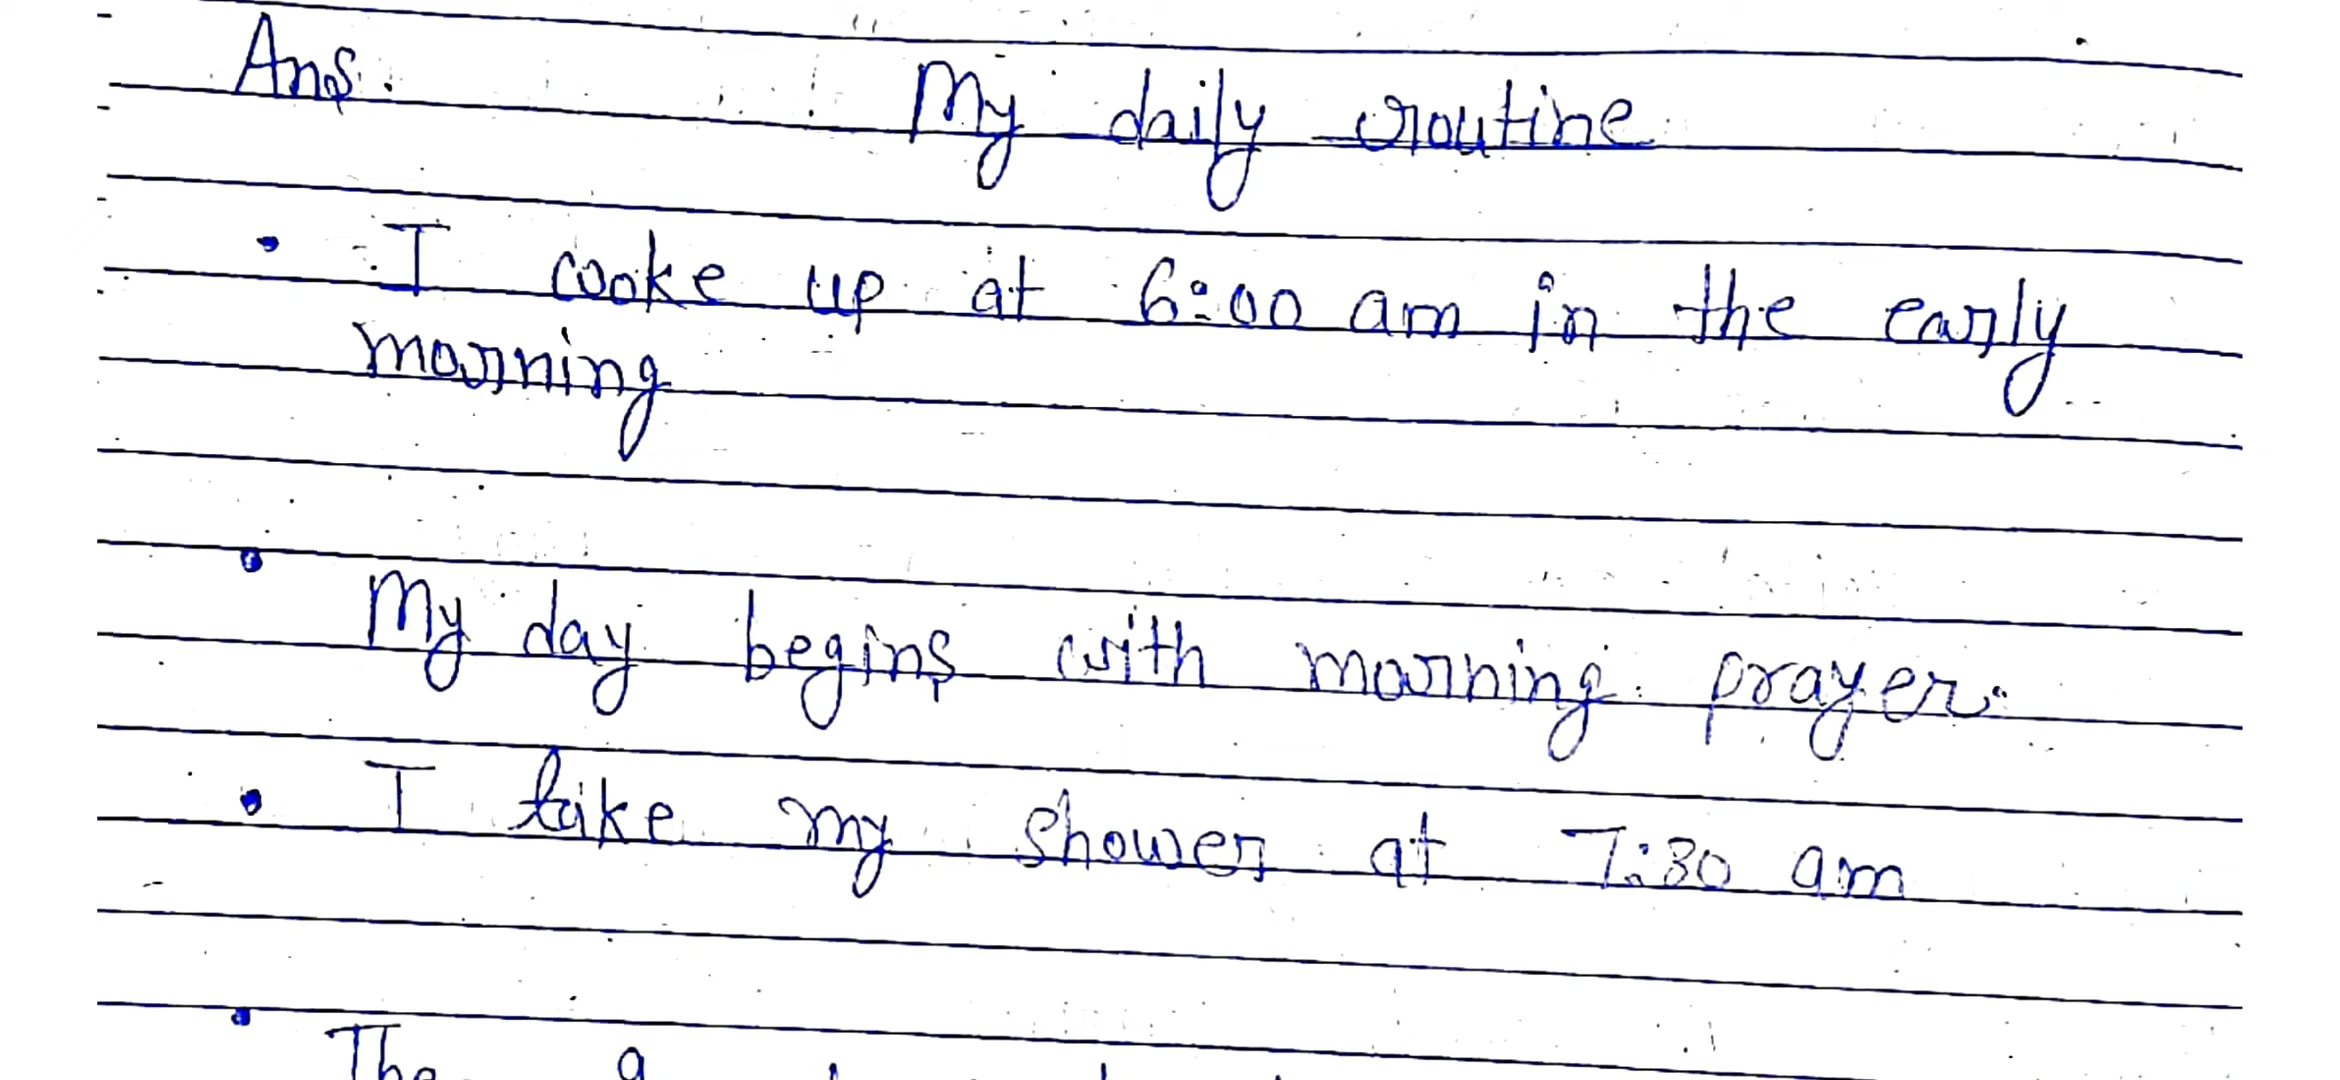 Ans.
My daily routine
• I woke up at 6:00 am in the early
morning
• My day begins with morning prayer.
• I take my shower at 7:30 am
•